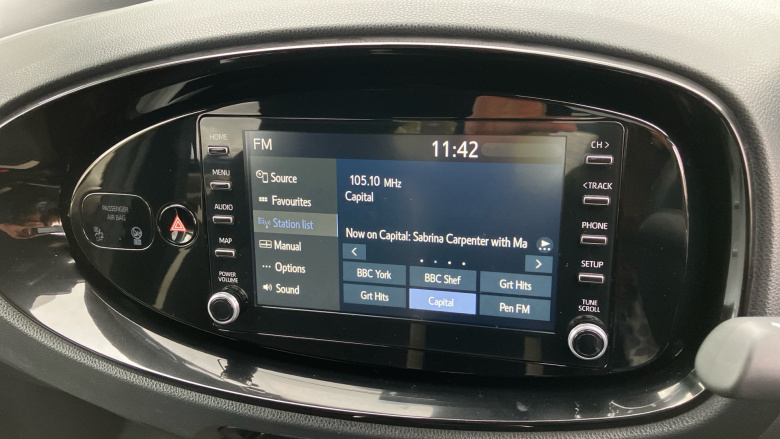 HOME
MENU
AUDIO
MAP
POWER
VOLUME
PASSENGER
AIR BAG
FM
11:42
Source
Favourites
Station list
Manual
Options
Sound
105.10 MHz
Capital
Now on Capital: Sabrina Carpenter with Ma
<
>
BBC York
BBC Shef
Grt Hits
Grt Hits
Capital
Pen FM
CH >
< TRACK
PHONE
SETUP
TUNE
SCROLL